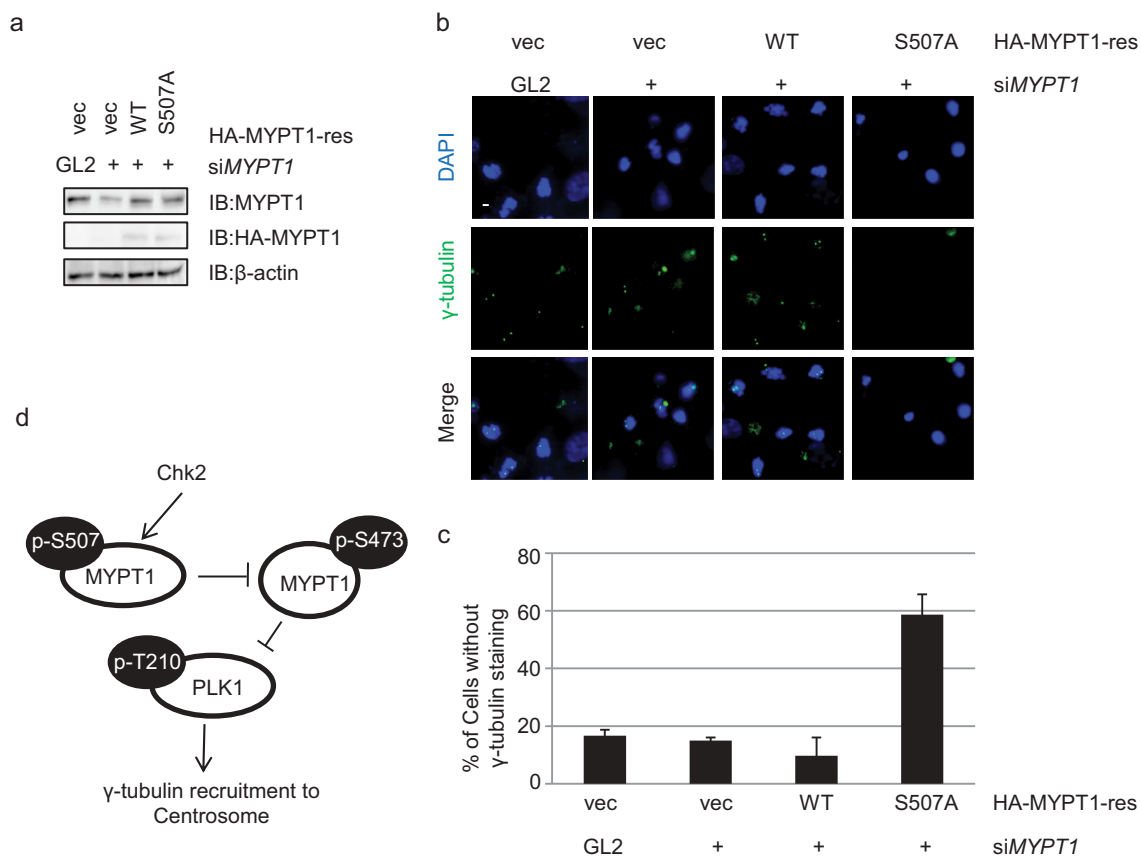 a
vec vec WT S507A
HA-MYPT1-res
GL2 + + + siMYPT1
IB:MYPT1
IB:HA-MYPT1
IB:β-actin
b
vec vec WT S507A HA-MYPT1-res
GL2 + + + siMYPT1
DAPI
γ-tubulin
Merge
d
Chk2
p-S507 MYPT1
p-S473 MYPT1
p-T210 PLK1
γ-tubulin recruitment to
Centrosome
c
% of Cells without
γ-tubulin staining
80
60
40
20
0
vec vec WT S507A HA-MYPT1-res
GL2 + + + siMYPT1